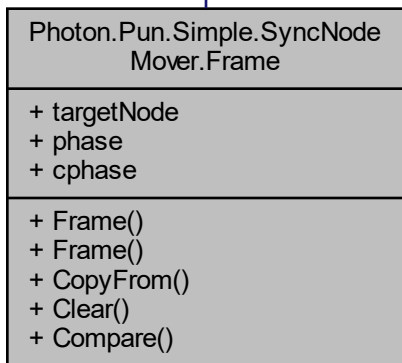 Photon.Pun.Simple.SyncNode
Mover.Frame
+ targetNode
+ phase
+ cphase
+ Frame()
+ Frame()
+ CopyFrom()
+ Clear()
+ Compare()